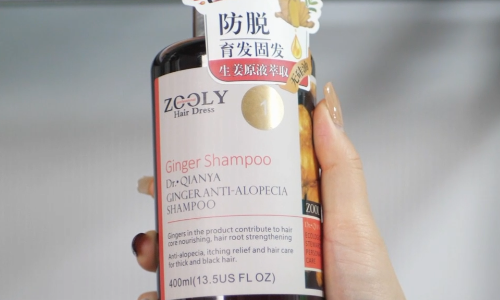 防脱
育发固发
生姜原液萃取
ZOOLY
Hair Dress
Ginger Shampoo
Dr.•QIANYA
GINGER.ANTI-ALOPECIA
SHAMPOO
Gingers in the product contribute to hair
core nourishing, hair root strengthening
Anti-alopecia, itching relief and hair care
for thick and black hair.
400ml(13.5US FL OZ)
ZOOL